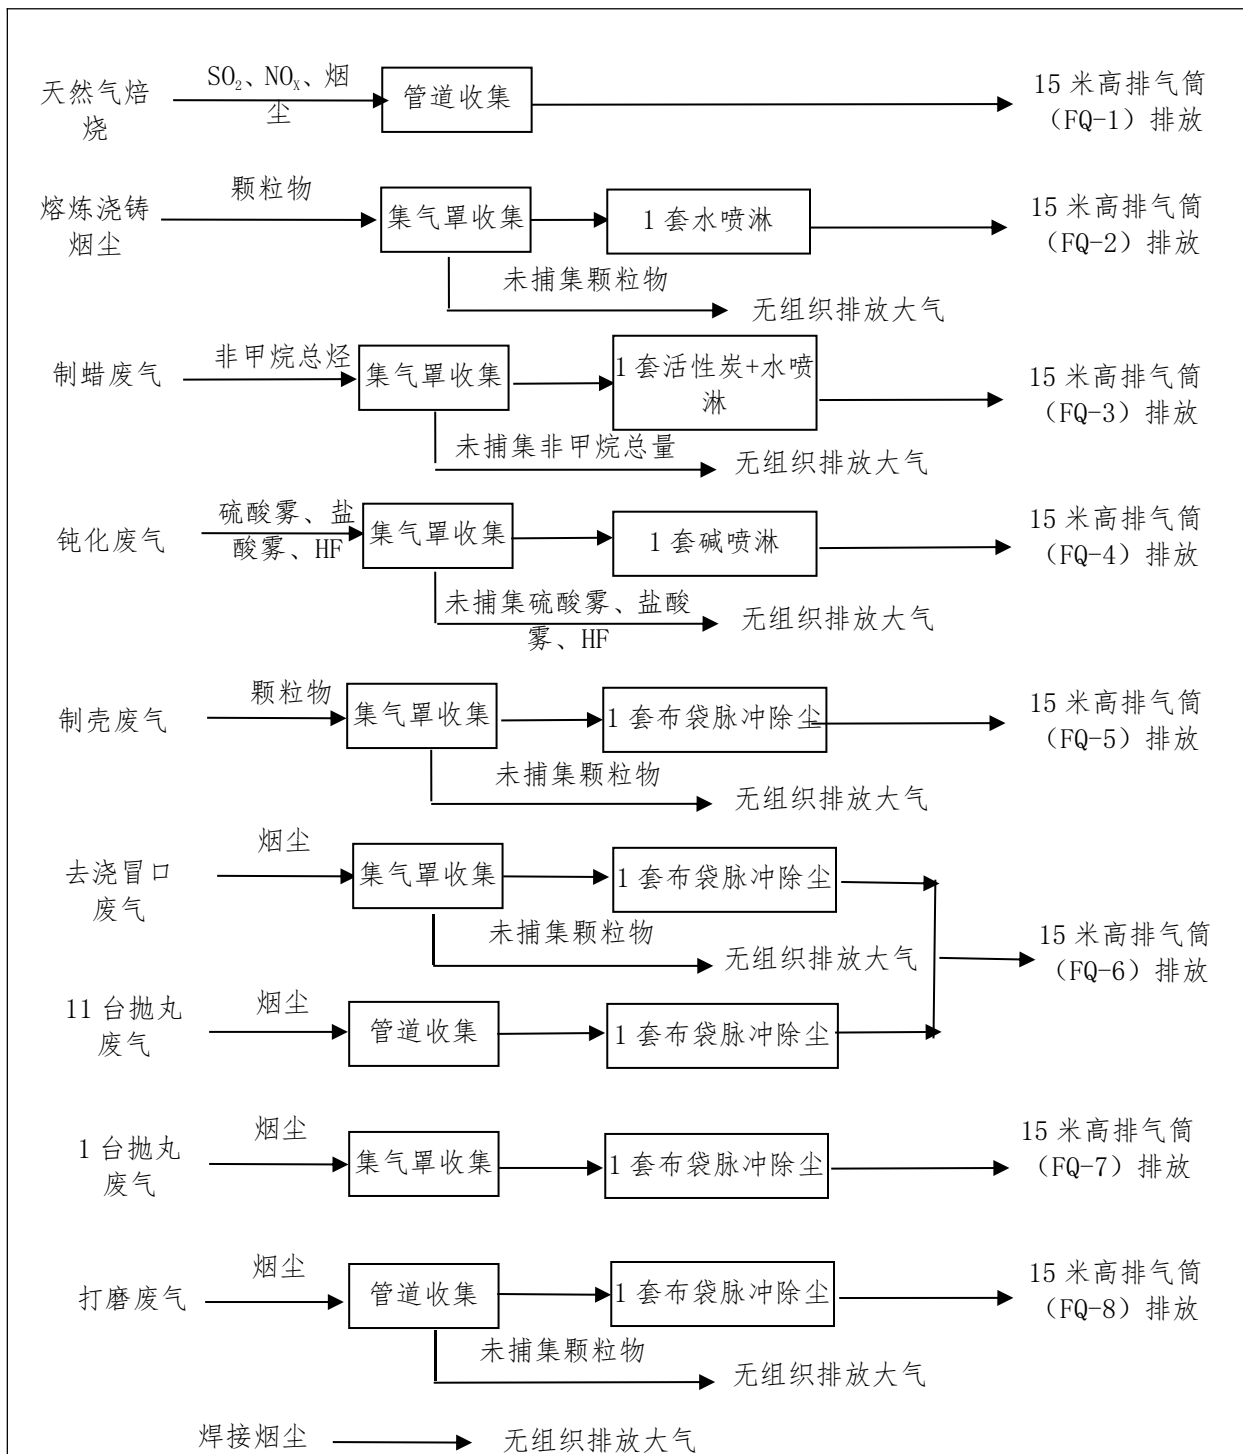 天然气焙
烧
SO₂、NOₓ、烟
尘
管道收集
15 米高排气筒
（FQ-1）排放
熔炼浇铸
烟尘
颗粒物
集气罩收集
1 套水喷淋
15 米高排气筒
（FQ-2）排放
未捕集颗粒物
无组织排放大气
制蜡废气
非甲烷总烃
集气罩收集
1 套活性炭+水喷
淋
15 米高排气筒
（FQ-3）排放
未捕集非甲烷总量
无组织排放大气
钝化废气
硫酸雾、盐
酸雾、HF
集气罩收集
1 套碱喷淋
15 米高排气筒
（FQ-4）排放
未捕集硫酸雾、盐酸
雾、HF
无组织排放大气
制壳废气
颗粒物
集气罩收集
1 套布袋脉冲除尘
15 米高排气筒
（FQ-5）排放
未捕集颗粒物
无组织排放大气
去浇冒口
废气
烟尘
集气罩收集
1 套布袋脉冲除尘
未捕集颗粒物
无组织排放大气
15 米高排气筒
（FQ-6）排放
11 台抛丸
废气
烟尘
管道收集
1 套布袋脉冲除尘
1 台抛丸
废气
烟尘
集气罩收集
1 套布袋脉冲除尘
15 米高排气筒
（FQ-7）排放
打磨废气
烟尘
管道收集
1 套布袋脉冲除尘
15 米高排气筒
（FQ-8）排放
未捕集颗粒物
无组织排放大气
焊接烟尘
无组织排放大气